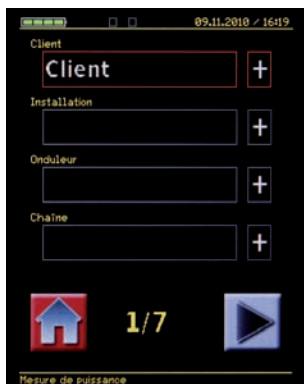 09.11.2010 / 16:19
Client
Client
+
Installation
+
Onduleur
+
Chaîne
+
1/7
Mesure de puissance